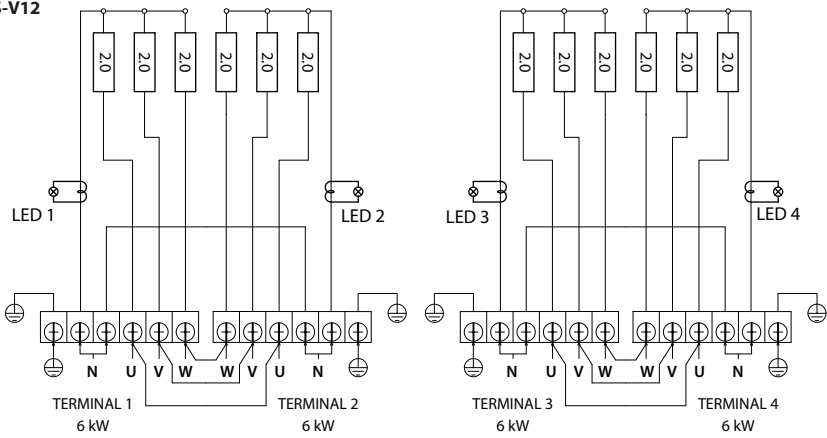 -V12
2.0 2.0 2.0 2.0 2.0 2.0 2.0 2.0 2.0 2.0 2.0 2.0
LED 1 LED 2 LED 3 LED 4
N U V W W V U N N U V W W V U N
TERMINAL 1 TERMINAL 2 TERMINAL 3 TERMINAL 4
6 kW 6 kW 6 kW 6 kW